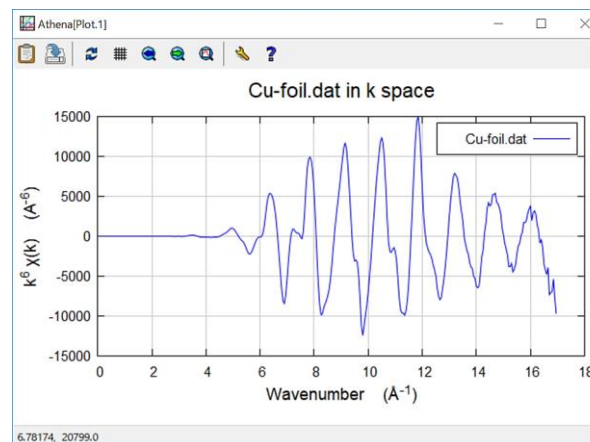 Athena[Plot.1]
Cu-foil.dat in k space
Cu-foil.dat
15000
10000
5000
0
-5000
-10000
-15000
k⁶ χ(k) (Å⁻⁶)
0 2 4 6 8 10 12 14 16 18
Wavenumber (Å⁻¹)
6.78174, 20799.0